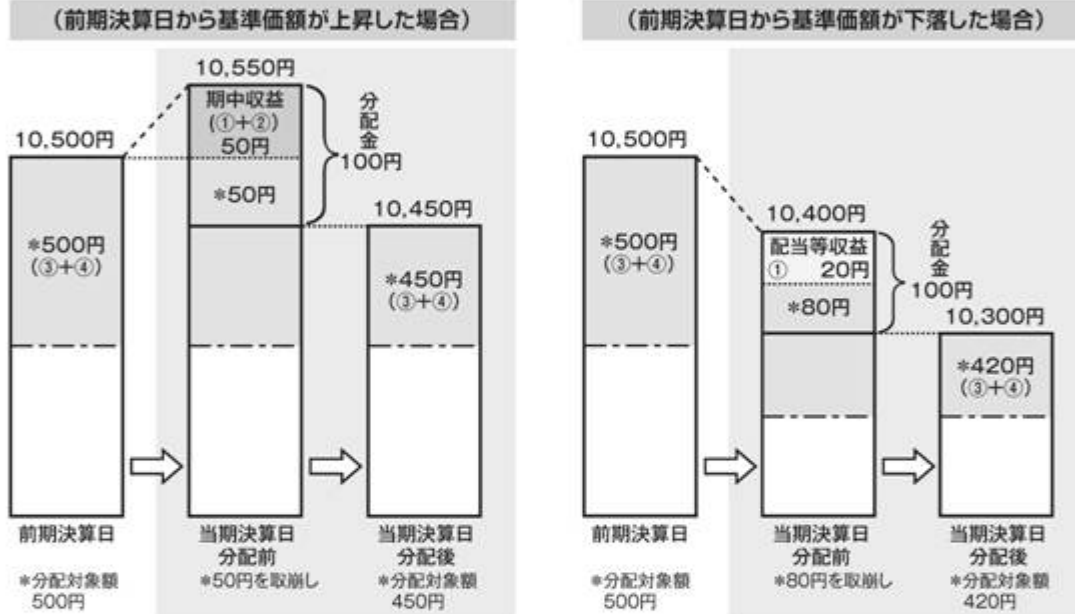 (前期決算日から基準価額が上昇した場合)
10,550円
期中収益
(①+②)
50円
分配金
100円
10,500円
*50円
10,450円
*500円
(③+④)
*450円
(③+④)
前期決算日
当期決算日
分配前
当期決算日
分配後
*分配対象額
500円
*50円を取崩し
*分配対象額
450円
(前期決算日から基準価額が下落した場合)
10,500円
10,400円
*500円
(③+④)
配当等収益
① 20円
分配金
100円
*80円
10,300円
*420円
(③+④)
前期決算日
当期決算日
分配前
当期決算日
分配後
*分配対象額
500円
*80円を取崩し
*分配対象額
420円